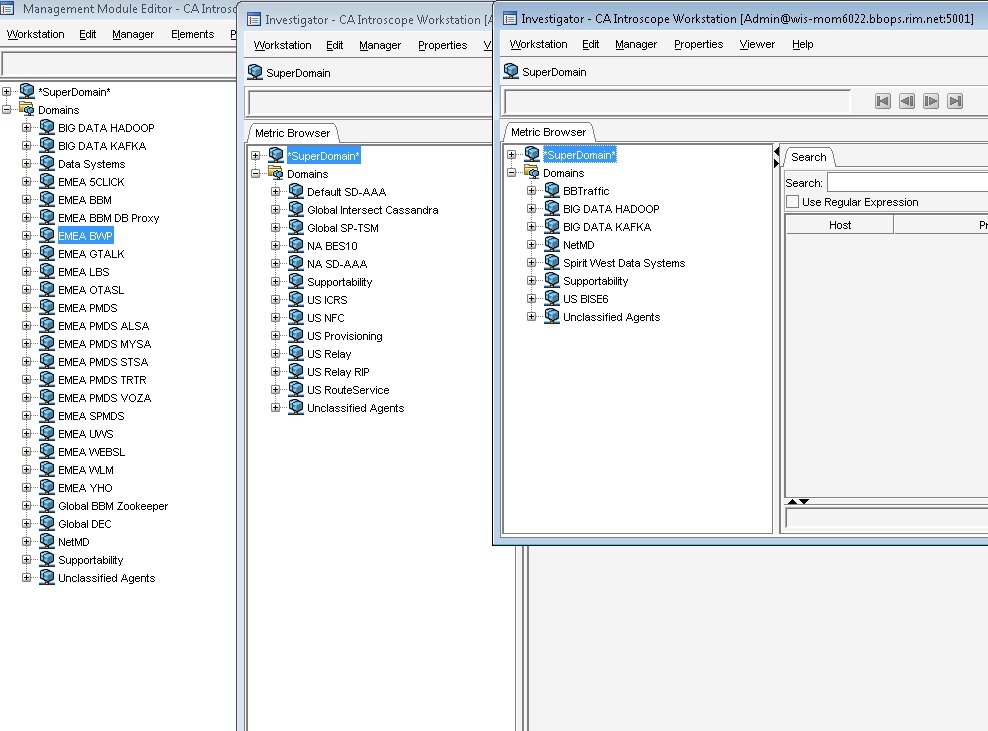 Management Module Editor - CA Introsc
Workstation Edit Manager Elements P
*SuperDomain*
Domains
BIG DATA HADOOP
BIG DATA KAFKA
Data Systems
EMEA 5CLICK
EMEA BBM
EMEA BBM DB Proxy
EMEA BWP
EMEA GTALK
EMEA LBS
EMEA OTASL
EMEA PMDS
EMEA PMDS ALSA
EMEA PMDS MYSA
EMEA PMDS STSA
EMEA PMDS TRTR
EMEA PMDS VOZA
EMEA SPMDS
EMEA UWS
EMEA WEBSL
EMEA WLM
EMEA YHO
Global BBM Zookeeper
Global DEC
NetMD
Supportability
Unclassified Agents
Investigator - CA Introscope Workstation [A
Workstation Edit Manager Properties V
SuperDomain
Metric Browser
*SuperDomain*
Domains
Default SD-AAA
Global Intersect Cassandra
Global SP-TSM
NA BES10
NA SD-AAA
Supportability
US ICRS
US NFC
US Provisioning
US Relay
US Relay RIP
US RouteService
Unclassified Agents
Investigator - CA Introscope Workstation [Admin@wis-mom6022.bbops.rim.net:5001]
Workstation Edit Manager Properties Viewer Help
SuperDomain
Metric Browser
*SuperDomain*
Domains
BBTraffic
BIG DATA HADOOP
BIG DATA KAFKA
NetMD
Spirit West Data Systems
Supportability
US BISE6
Unclassified Agents
Search
Search:
Use Regular Expression
Host Pr